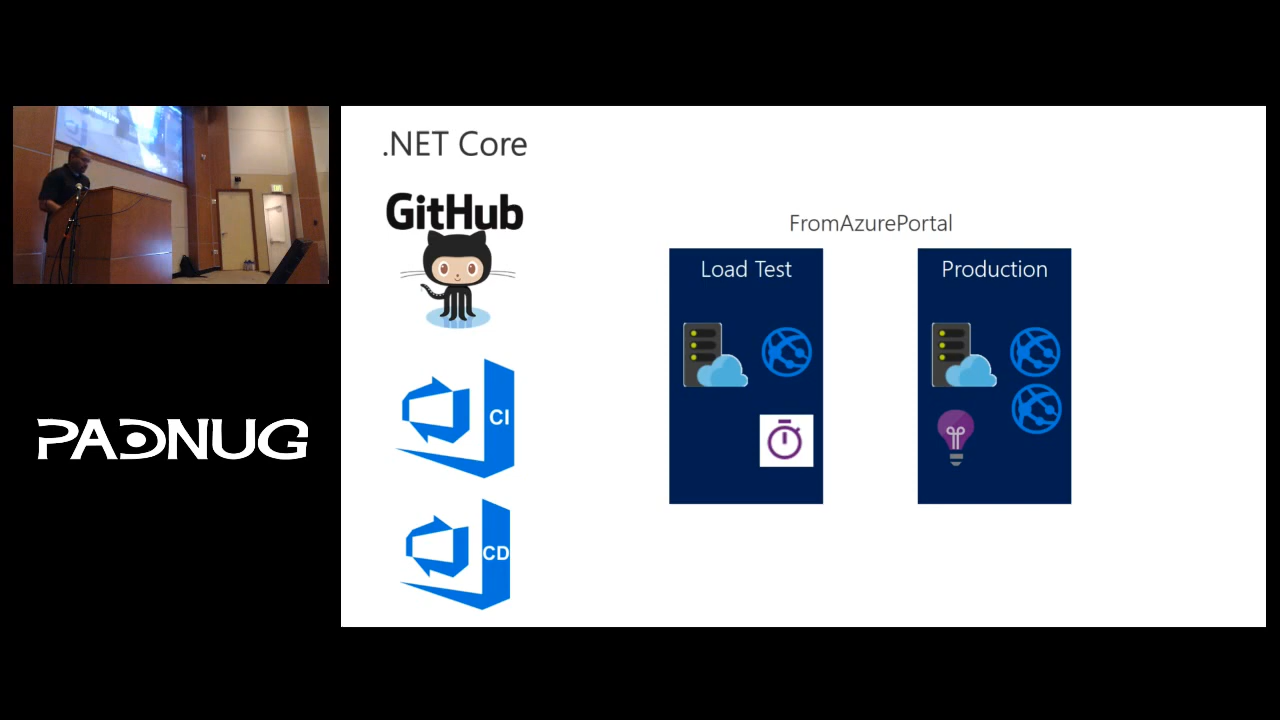 .NET Core
GitHub
FromAzurePortal
Load Test
Production
CI
CD
PADNUG